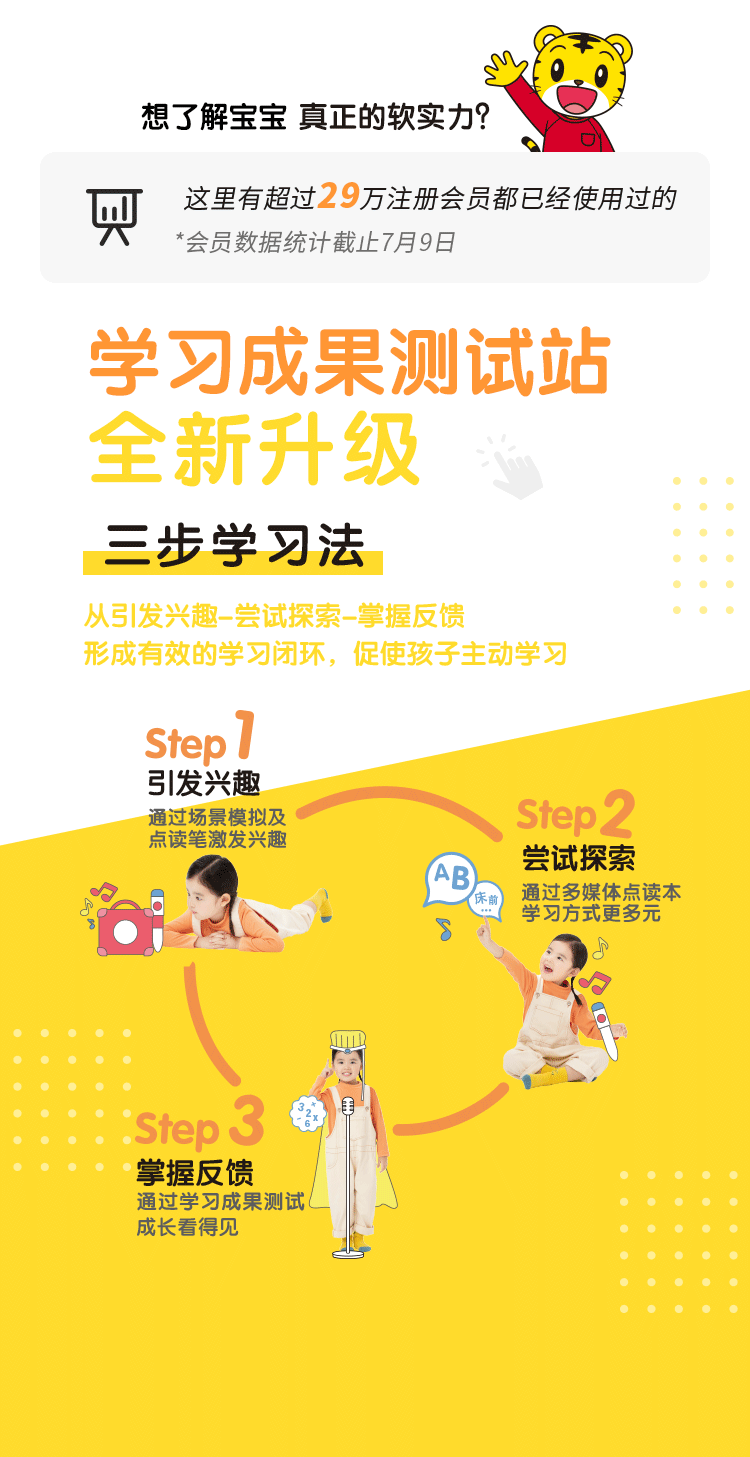 想了解宝宝 真正的软实力?
这里有超过29万注册会员都已经使用过的
*会员数据统计截止7月9日
学习成果测试站
全新升级
三步学习法
从引发兴趣-尝试探索-掌握反馈
形成有效的学习闭环，促使孩子主动学习
Step1
引发兴趣
通过场景模拟及
点读笔激发兴趣
Step2
尝试探索
通过多媒体点读本
学习方式更多元
AB
床前
...
Step3
掌握反馈
通过学习成果测试
成长看得见
3 +
2 x
- 6